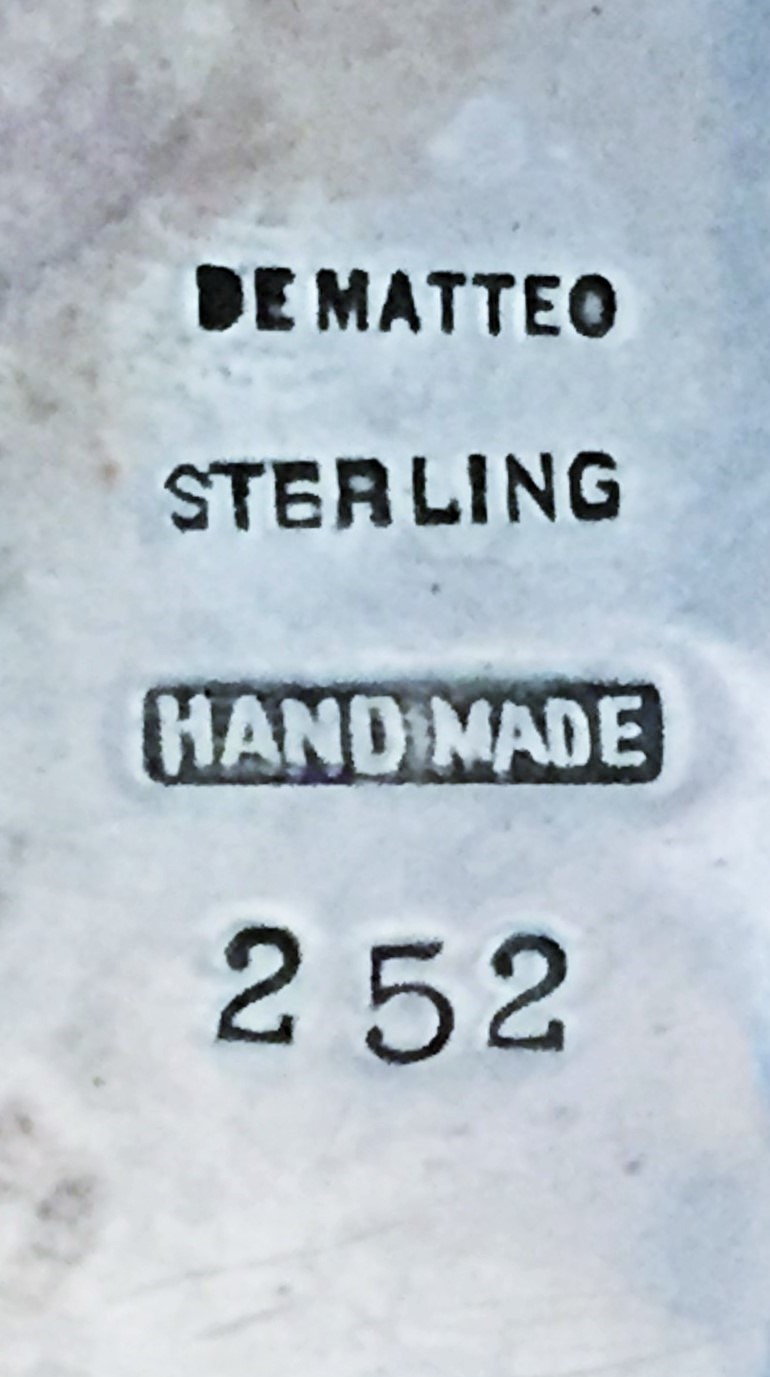 DE MATTEO
STERLING
HAND MADE
252